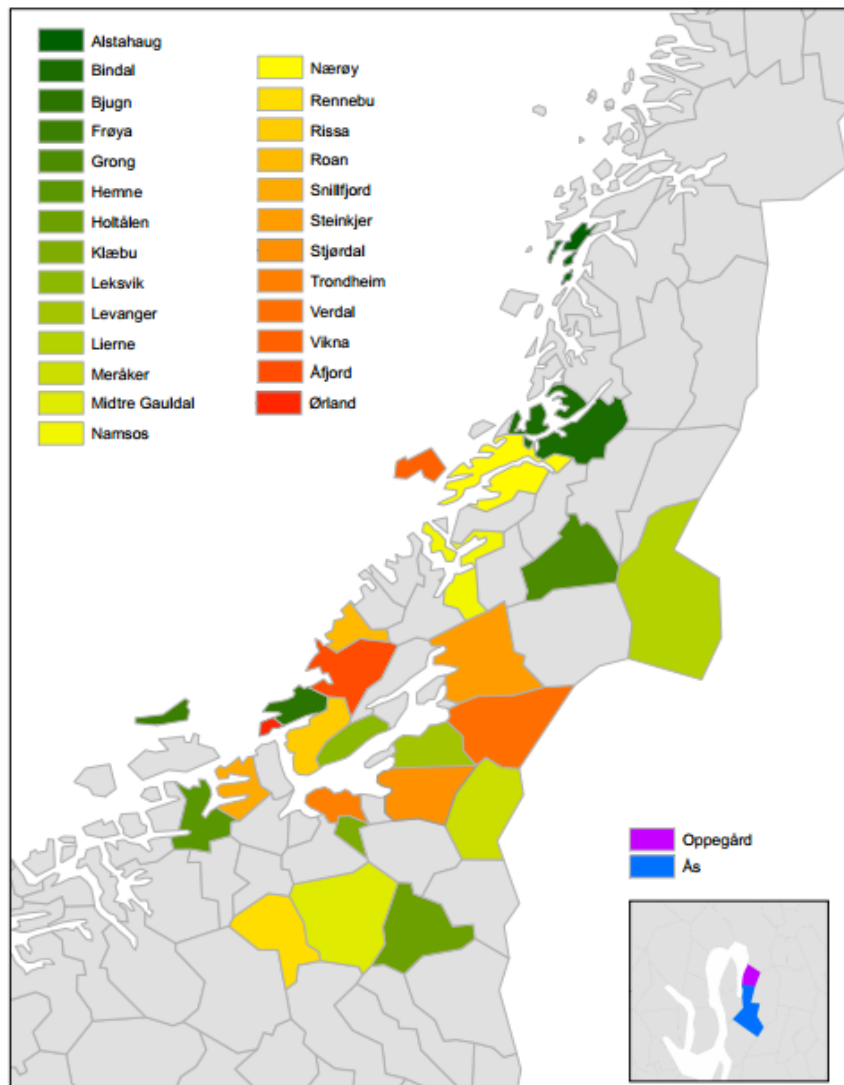 Alstahaug
Bindal
Bjugn
Frøya
Grong
Hemne
Holtålen
Klæbu
Leksvik
Levanger
Lierne
Meråker
Midtre Gauldal
Namsos
Nærøy
Rennebu
Rissa
Roan
Snillfjord
Steinkjer
Stjørdal
Trondheim
Verdal
Vikna
Åfjord
Ørland
Oppegård
Ås